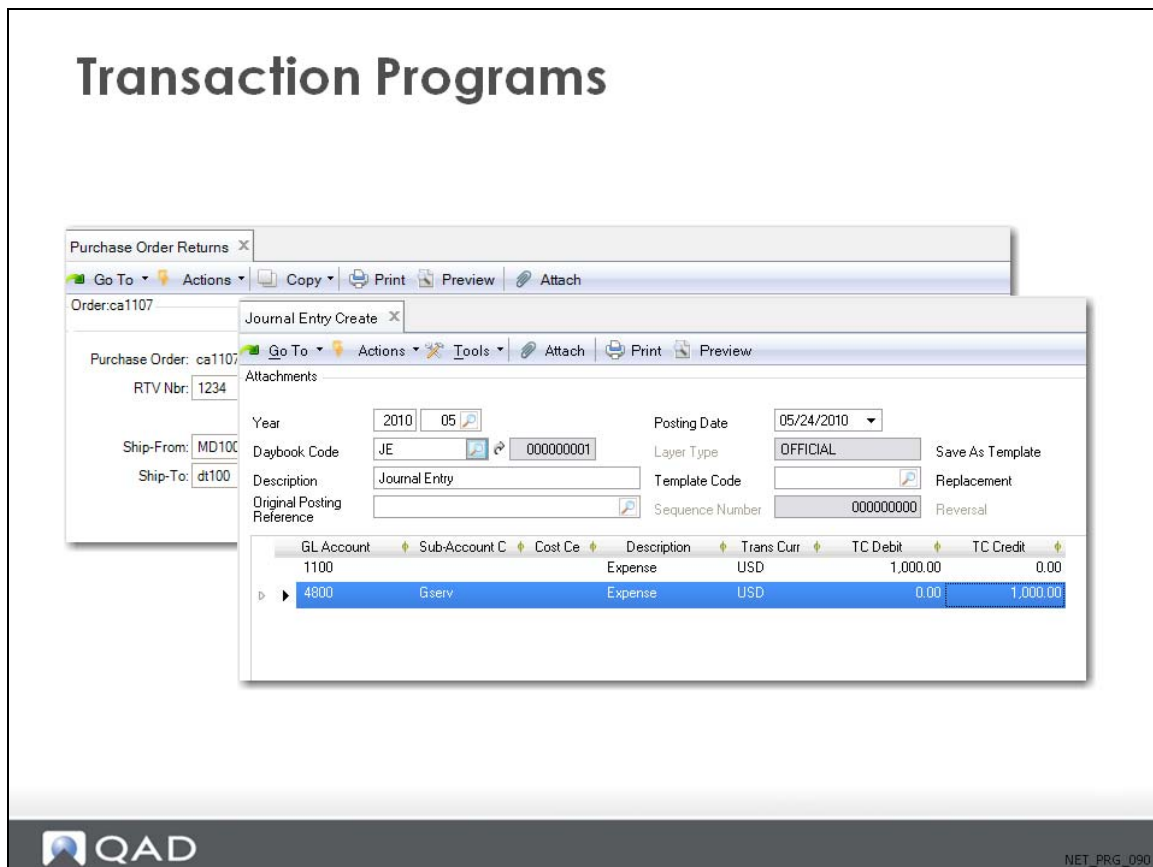 Transaction Programs
Purchase Order Returns
Go To Actions Copy Print Preview Attach
Order:ca1107
Purchase Order: ca1107
RTV Nbr: 1234
Ship-From: MD100
Ship-To: dt100
Journal Entry Create
Go To Actions Tools Attach Print Preview
Attachments
Year 2010 05 Posting Date 05/24/2010
Daybook Code JE 000000001 Layer Type OFFICIAL Save As Template
Description Journal Entry Template Code Replacement
Original Posting Reference Sequence Number 000000000 Reversal
GL Account Sub-Account C Cost Ce Description Trans Curr TC Debit TC Credit
1100 Expense USD 1,000.00 0.00
4800 Gserv Expense USD 0.00 1,000.00
QAD
NET_PRG_090